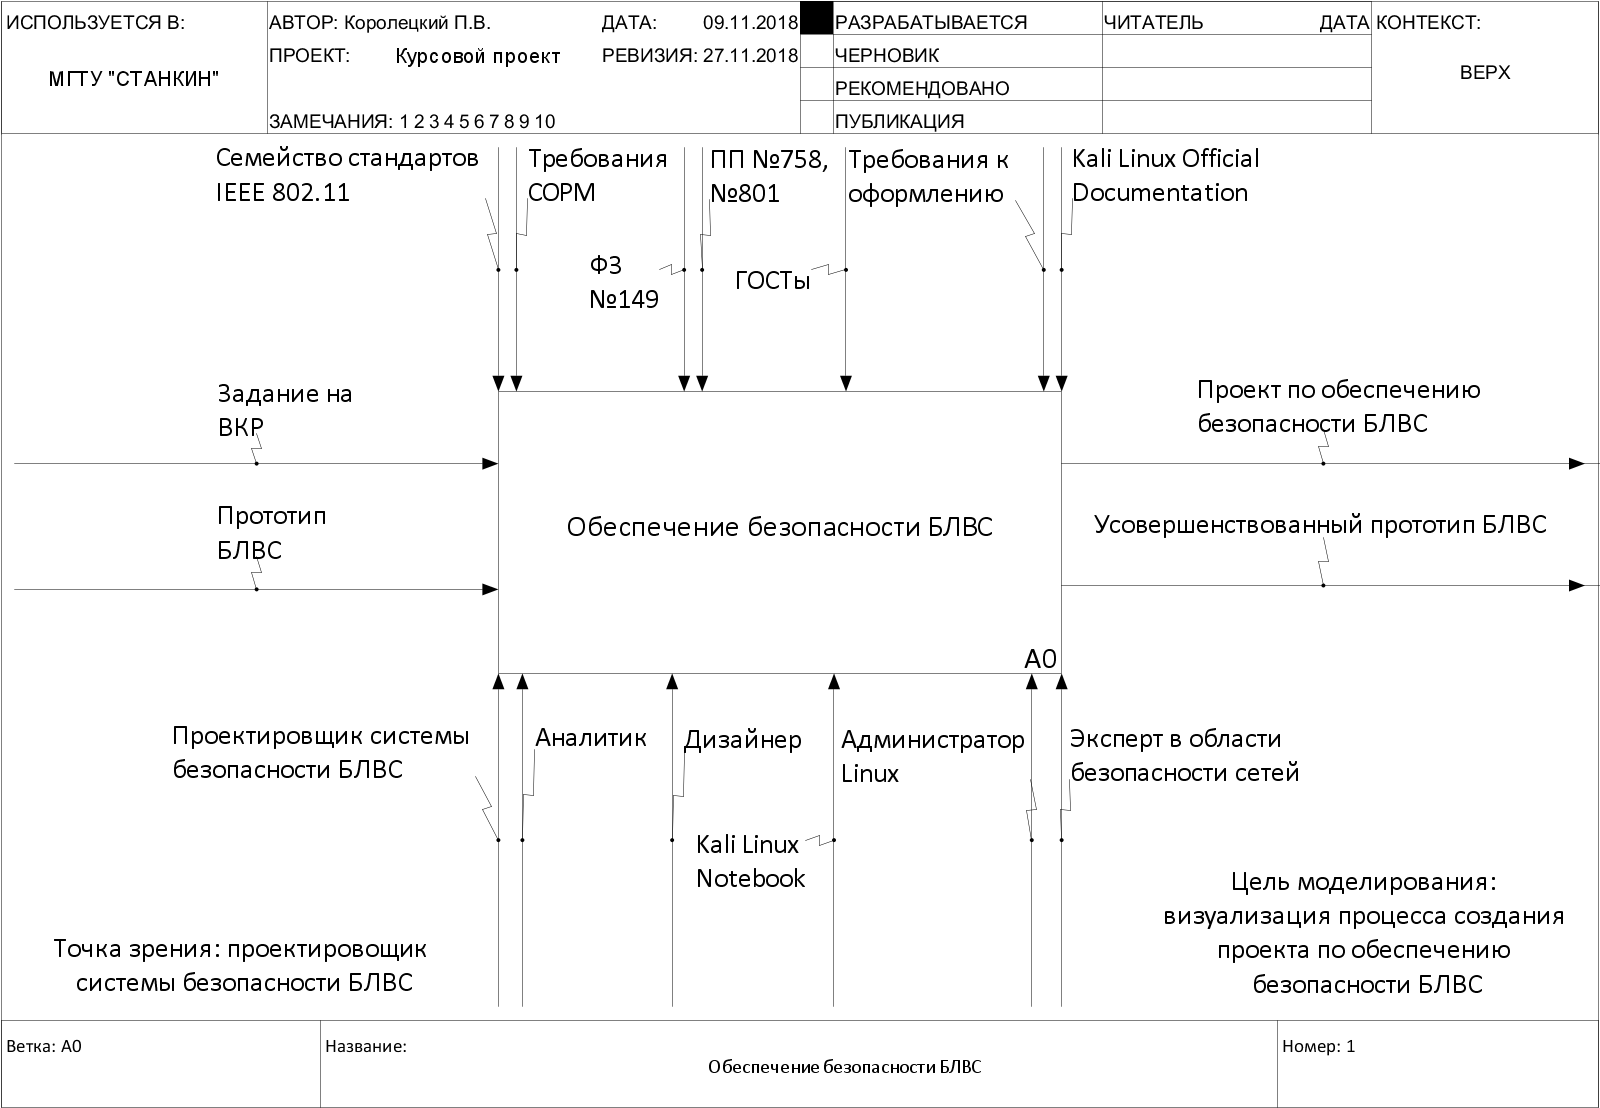 ИСПОЛЬЗУЕТСЯ В:
МГТУ "СТАНКИН"
АВТОР: Королецкий П.В.
ДАТА: 09.11.2018
ПРОЕКТ: Курсовой проект
РЕВИЗИЯ: 27.11.2018
ЗАМЕЧАНИЯ: 1 2 3 4 5 6 7 8 9 10
РАЗРАБАТЫВАЕТСЯ
ЧЕРНОВИК
РЕКОМЕНДОВАНО
ПУБЛИКАЦИЯ
ЧИТАТЕЛЬ
ДАТА
КОНТЕКСТ:
ВЕРХ
Семейство стандартов
IEEE 802.11
Требования
СОРМ
ФЗ
№149
ПП №758,
№801
ГОСТы
Требования к
оформлению
Kali Linux Official
Documentation
Задание на
ВКР
Прототип
БЛВС
Обеспечение безопасности БЛВС
А0
Проект по обеспечению
безопасности БЛВС
Усовершенствованный прототип БЛВС
Проектировщик системы
безопасности БЛВС
Аналитик
Дизайнер
Kali Linux
Notebook
Администратор
Linux
Эксперт в области
безопасности сетей
Точка зрения: проектировощик
системы безопасности БЛВС
Цель моделирования:
визуализация процесса создания
проекта по обеспечению
безопасности БЛВС
Ветка: А0
Название:
Обеспечение безопасности БЛВС
Номер: 1